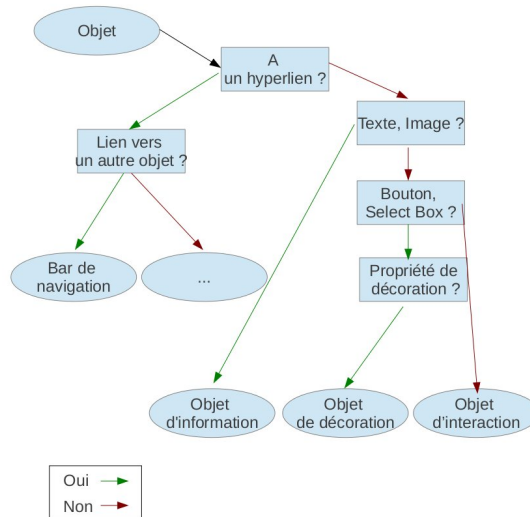 Objet
A
un hyperlien ?
Lien vers
un autre objet ?
Texte, Image ?
Bouton,
Select Box ?
Bar de
navigation
...
Propriété de
décoration ?
Objet
d'information
Objet
de décoration
Objet
d'interaction
Oui
Non